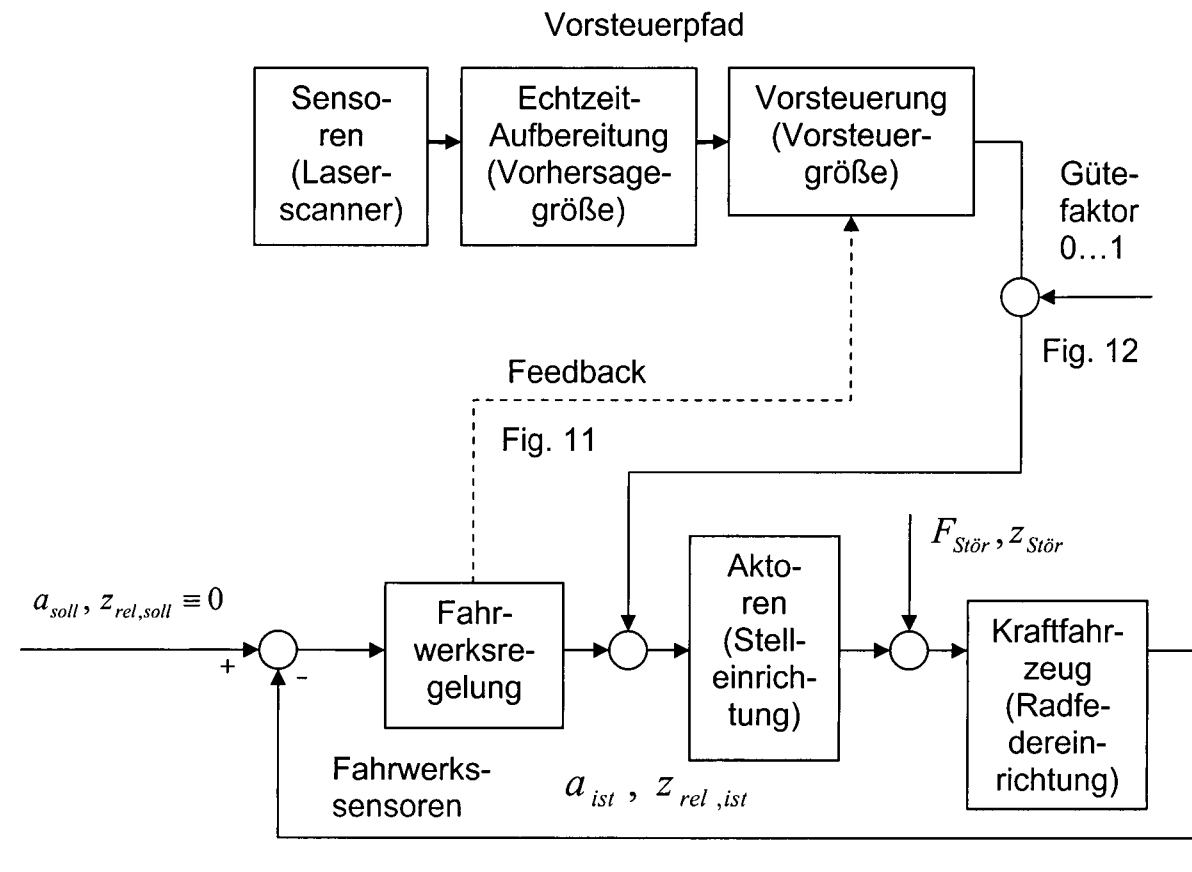 Vorsteuerpfad
Senso-
ren
(Laser-
scanner)
Echtzeit-
Aufbereitung
(Vorhersage-
größe)
Vorsteuerung
(Vorsteuer-
größe)
Güte-
faktor
0...1
Fig. 12
Feedback
Fig. 11
a_soll, z_rel,soll ≡ 0
+
-
Fahr-
werksre-
gelung
Akto-
ren
(Stell-
einrich-
tung)
F_Stör, z_Stör
Kraftfahr-
zeug
(Radfe-
derein-
richtung)
Fahrwerks-
sensoren
a_ist, z_rel,ist